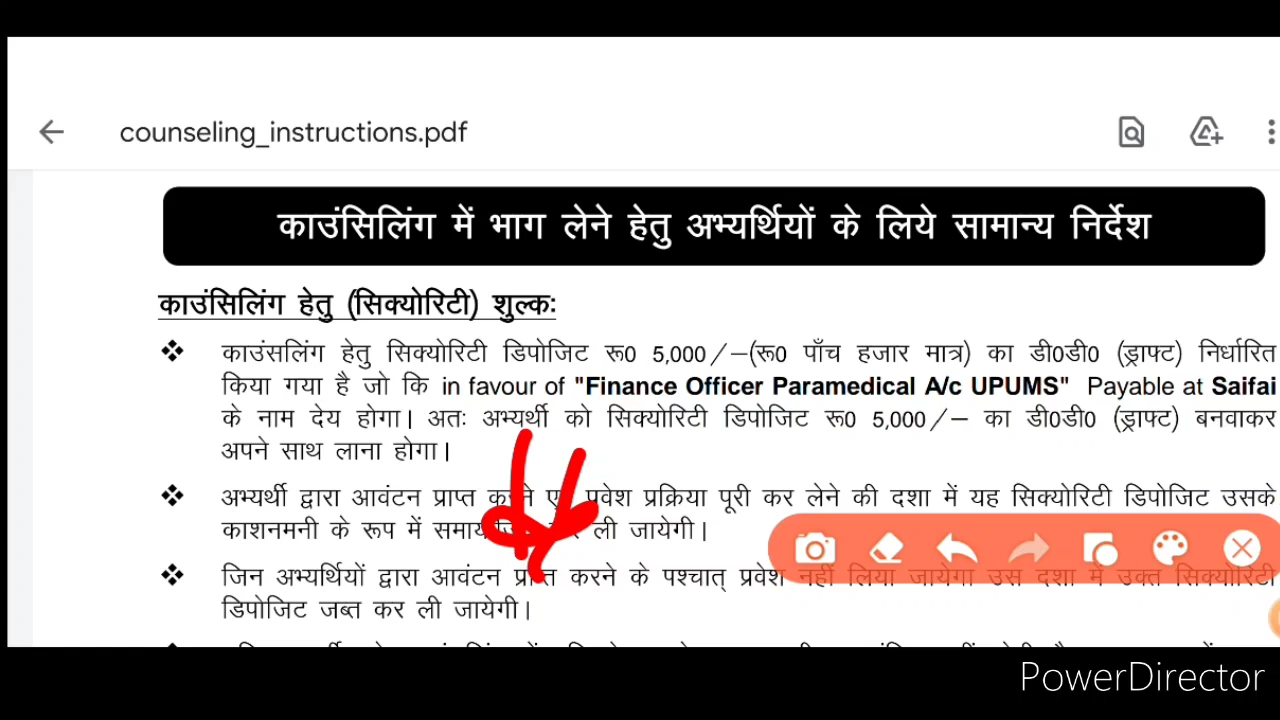 counseling_instructions.pdf
काउंसिलिंग में भाग लेने हेतु अभ्यर्थियों के लिये सामान्य निर्देश
काउंसिलिंग हेतु (सिक्योरिटी) शुल्कः
❖ काउंसलिंग हेतु सिक्योरिटी डिपोजिट रू0 5,000/–(रू0 पाँच हजार मात्र) का डी0डी0 (ड्राफ्ट) निर्धारित
किया गया है जो कि in favour of "Finance Officer Paramedical A/c UPUMS" Payable at Saifai
के नाम देय होगा। अतः अभ्यर्थी को सिक्योरिटी डिपोजिट रू0 5,000/– का डी0डी0 (ड्राफ्ट) बनवाकर
अपने साथ लाना होगा।
❖ अभ्यर्थी द्वारा आवंटन प्राप्त करने प्रवेश प्रक्रिया पूरी कर लेने की दशा में यह सिक्योरिटी डिपोजिट उसके
काशनमनी के रूप में ली जायेगी।
❖ जिन अभ्यर्थियों द्वारा आवंटन प्राप्त करने के पश्चात् प्रवेश नहीं लिया जायेगा उस दशा में उक्त सिक्योरिटी
डिपोजिट जब्त कर ली जायेगी।
PowerDirector